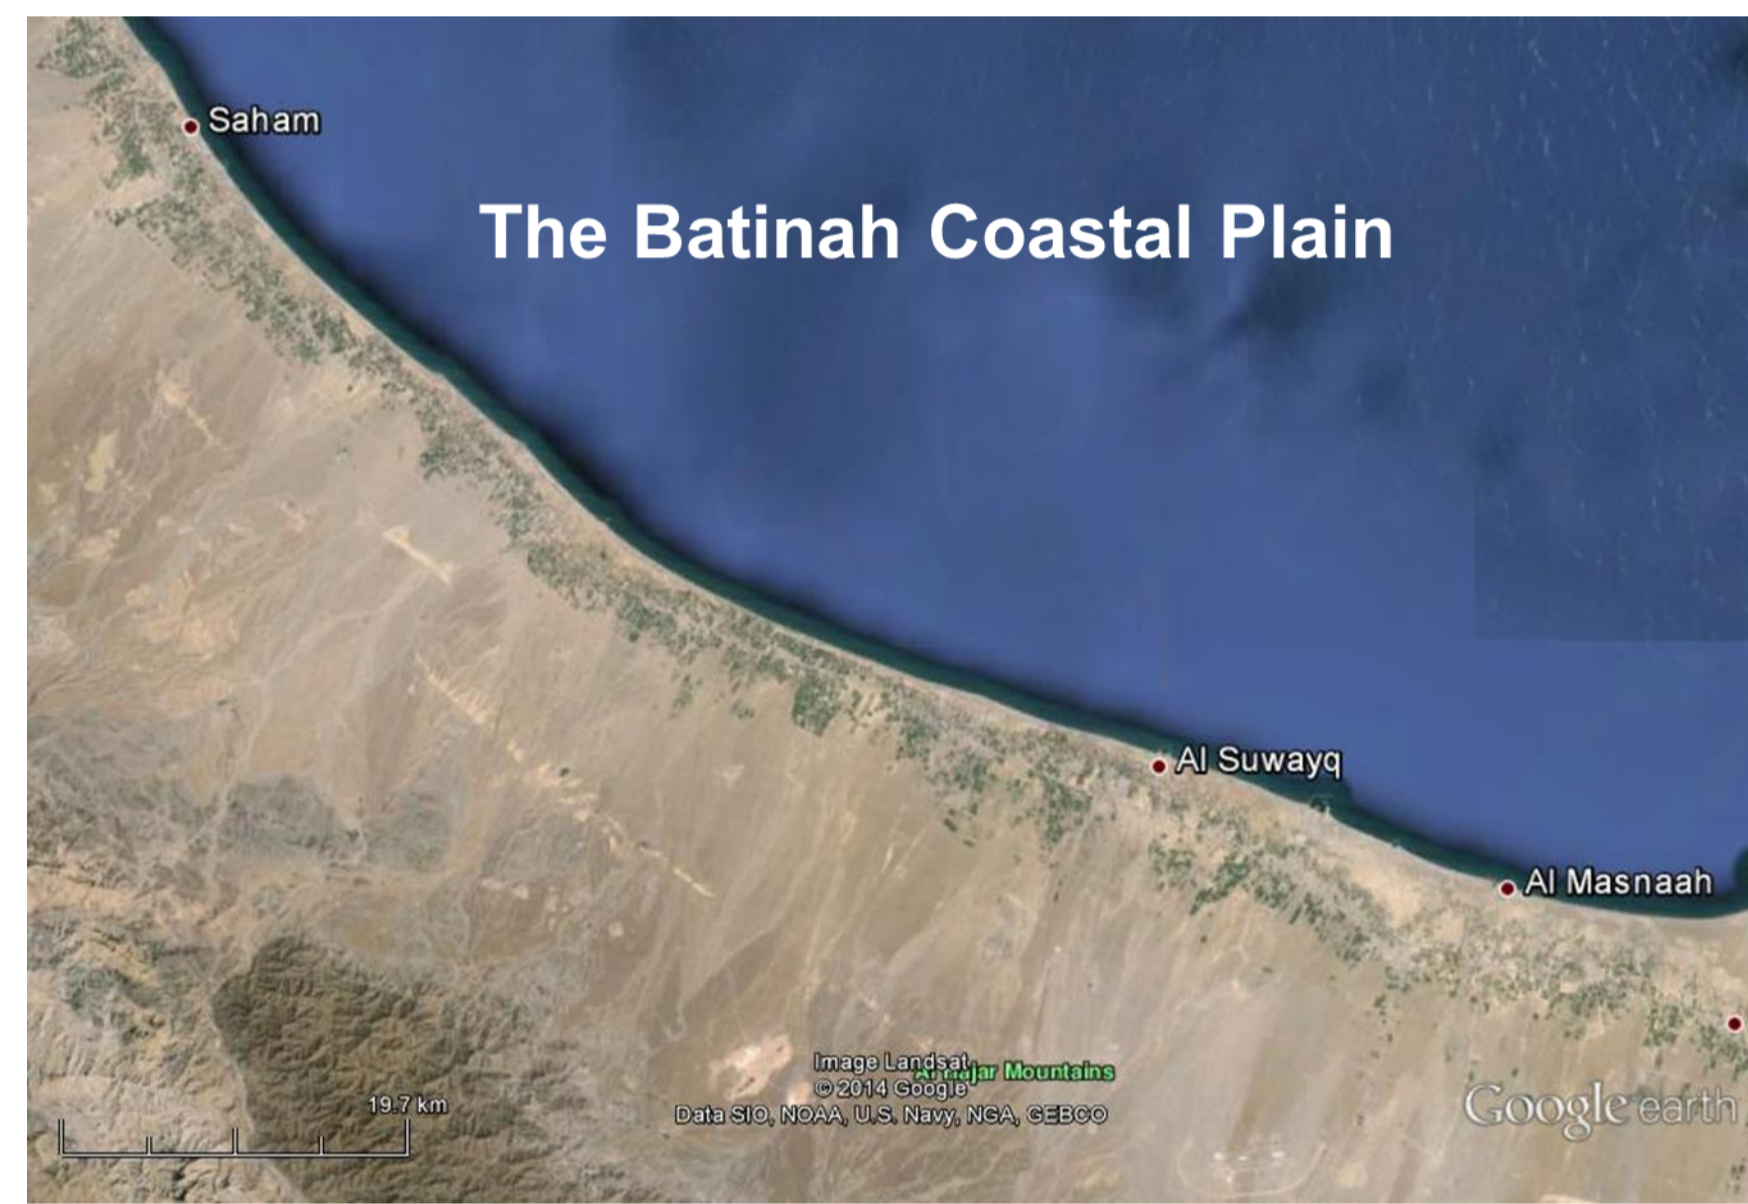 Saham
The Batinah Coastal Plain
Al Suwayq
Al Masnaah
Image Landsat
jar Mountains
© 2014 Google
19.7 km
Data SIO, NOAA, U.S. Navy, NGA, GEBCO
Google earth